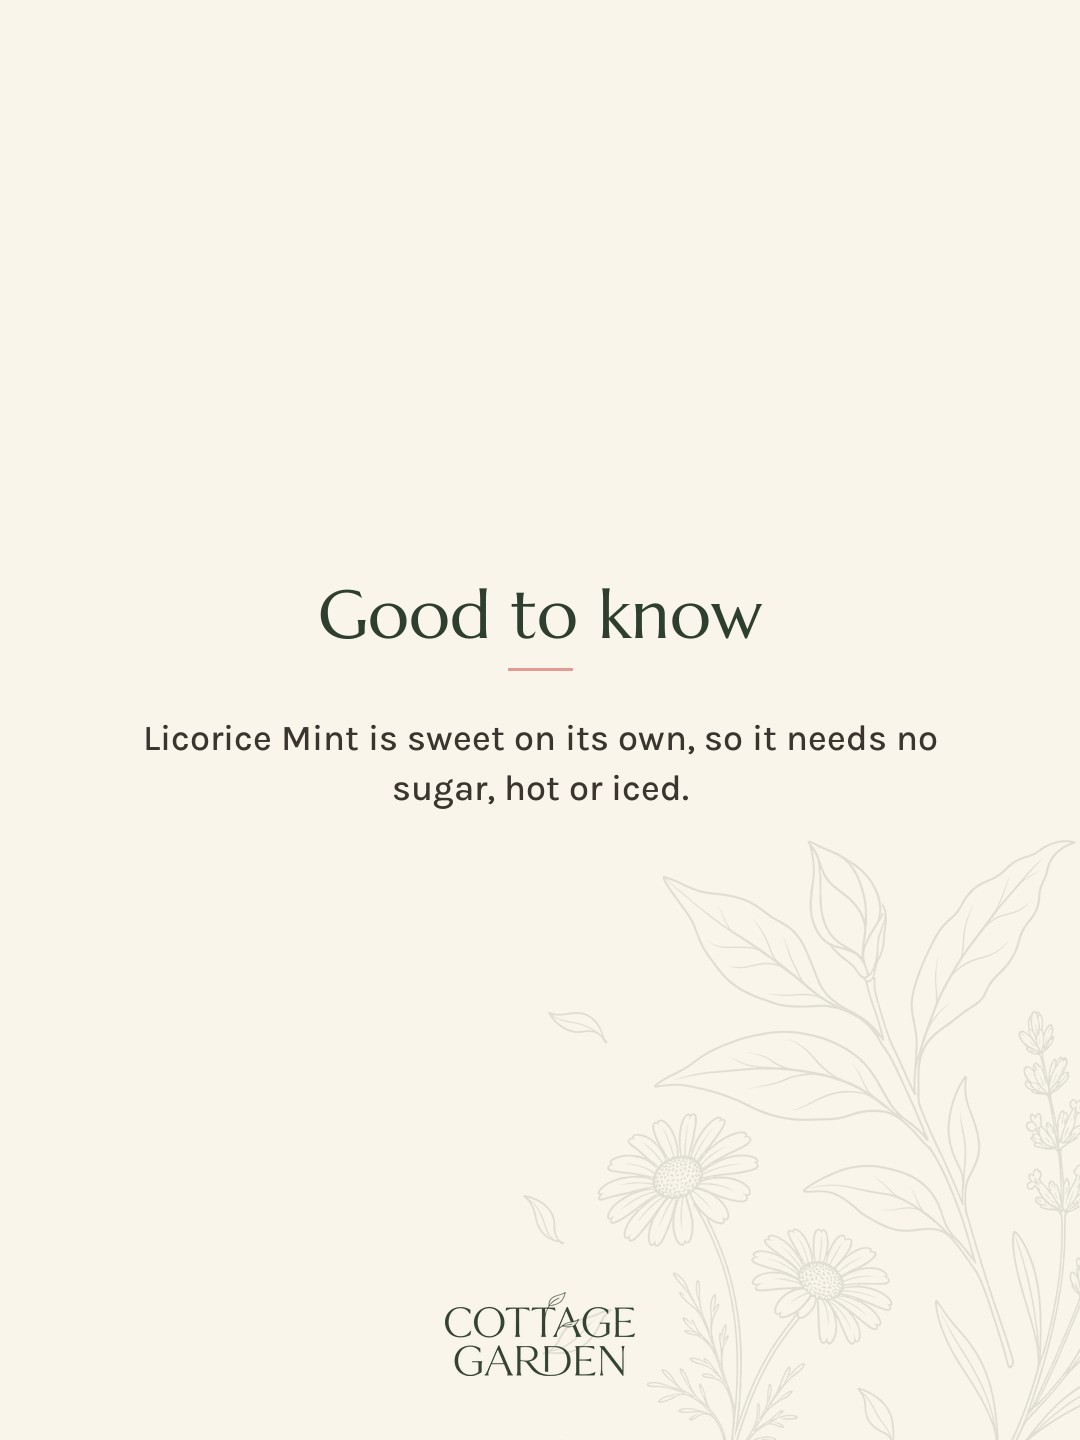 Good to know
Licorice Mint is sweet on its own, so it needs no
sugar, hot or iced.
COTTAGE
GARDEN